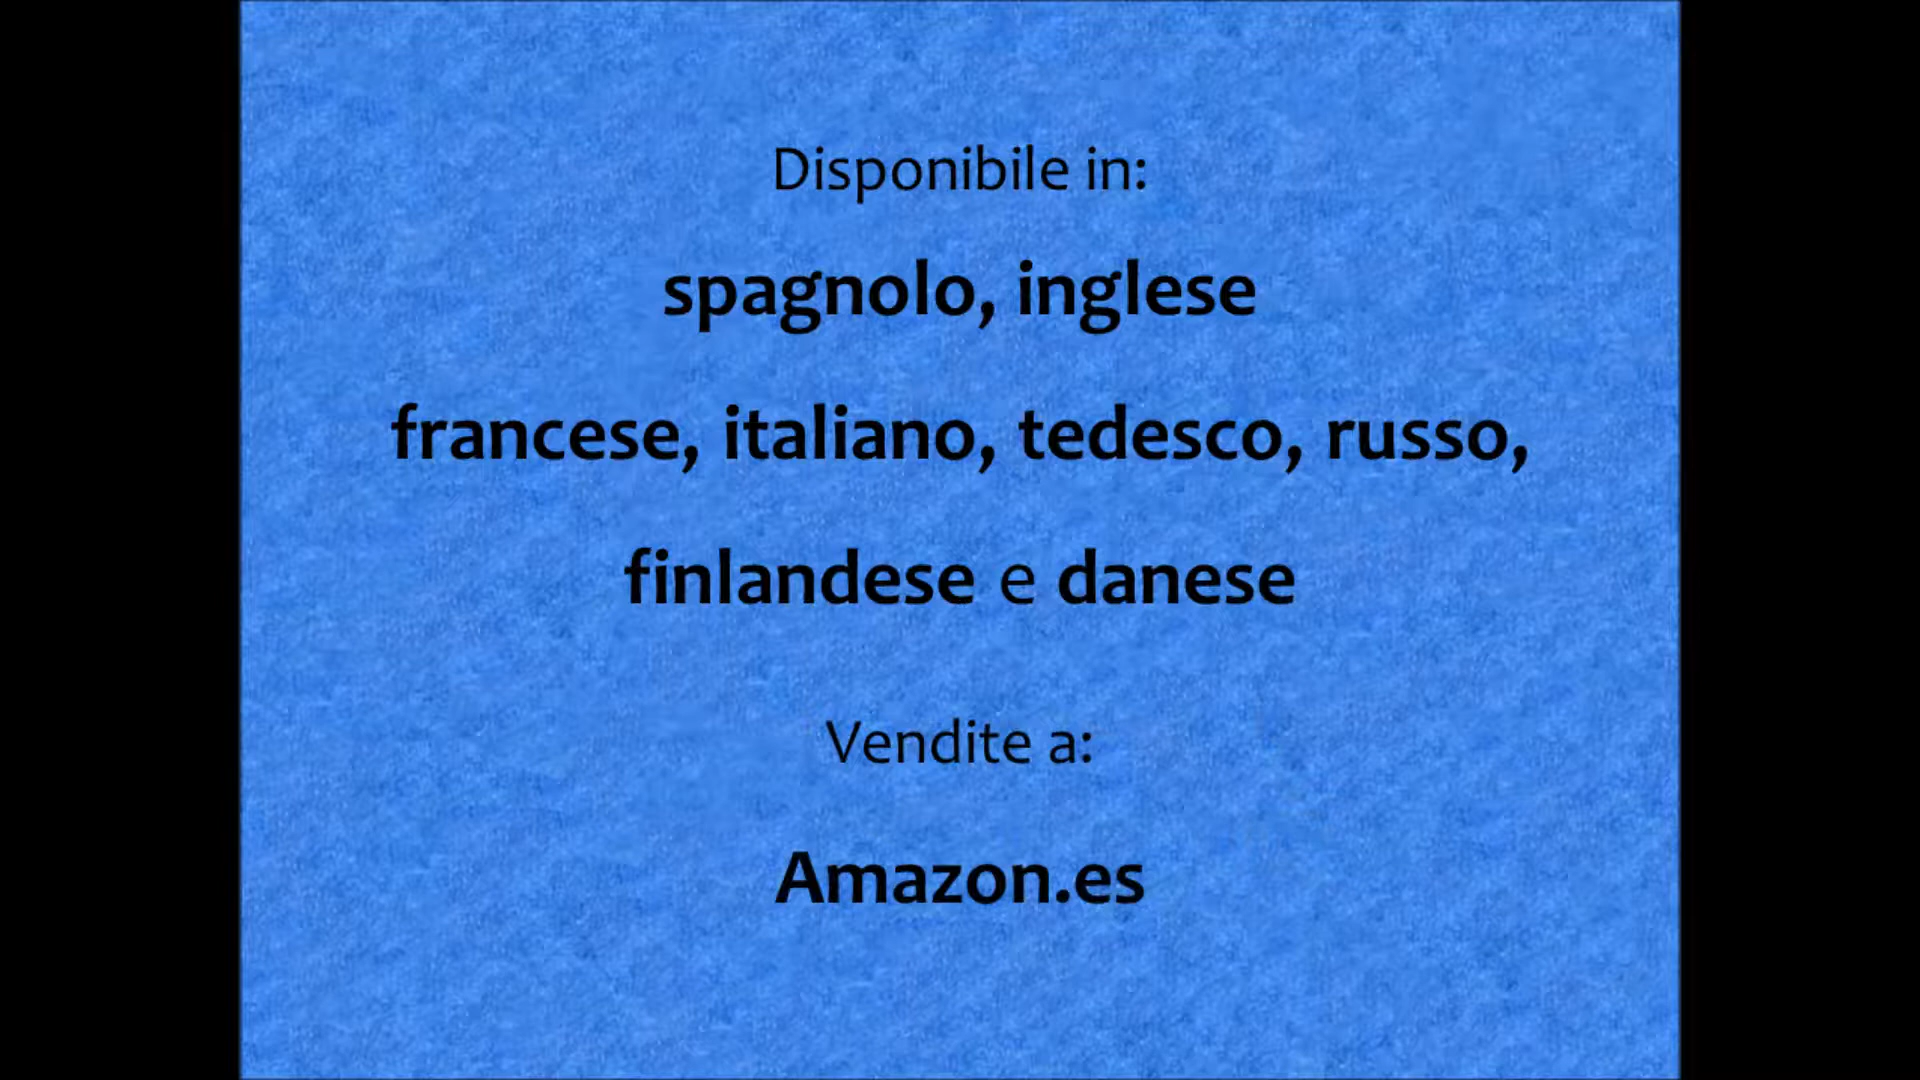 Disponibile in:
spagnolo, inglese
francese, italiano, tedesco, russo,
finlandese e danese
Vendite a:
Amazon.es